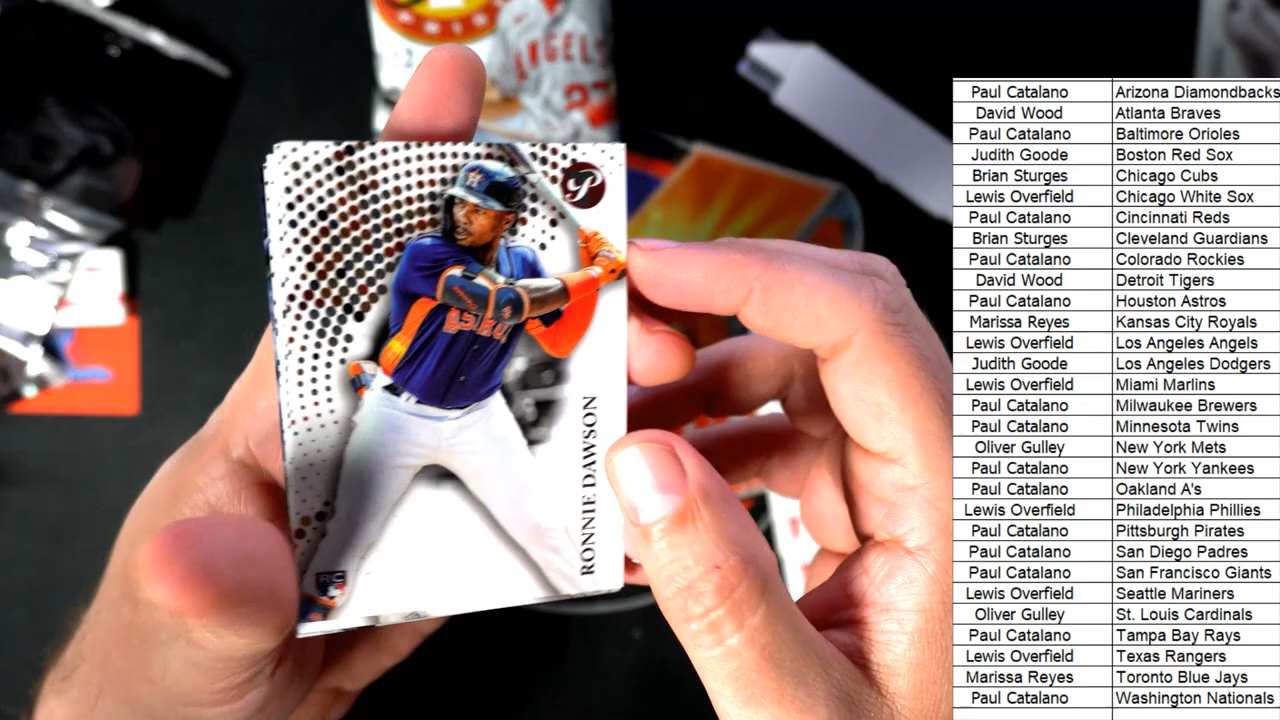 ANGELS
27
P
ASTRO
RONNIE DAWSON
RC
Paul Catalano Arizona Diamondbacks
David Wood Atlanta Braves
Paul Catalano Baltimore Orioles
Judith Goode Boston Red Sox
Brian Sturges Chicago Cubs
Lewis Overfield Chicago White Sox
Paul Catalano Cincinnati Reds
Brian Sturges Cleveland Guardians
Paul Catalano Colorado Rockies
David Wood Detroit Tigers
Paul Catalano Houston Astros
Marissa Reyes Kansas City Royals
Lewis Overfield Los Angeles Angels
Judith Goode Los Angeles Dodgers
Lewis Overfield Miami Marlins
Paul Catalano Milwaukee Brewers
Paul Catalano Minnesota Twins
Oliver Gulley New York Mets
Paul Catalano New York Yankees
Paul Catalano Oakland A's
Lewis Overfield Philadelphia Phillies
Paul Catalano Pittsburgh Pirates
Paul Catalano San Diego Padres
Paul Catalano San Francisco Giants
Lewis Overfield Seattle Mariners
Oliver Gulley St. Louis Cardinals
Paul Catalano Tampa Bay Rays
Lewis Overfield Texas Rangers
Marissa Reyes Toronto Blue Jays
Paul Catalano Washington Nationals